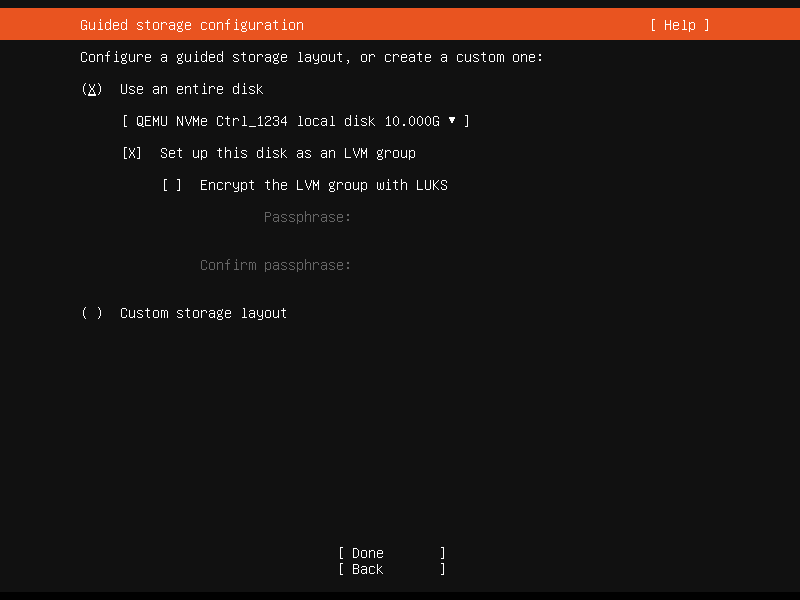 Guided storage configuration [ Help ]
Configure a guided storage layout, or create a custom one:
(X) Use an entire disk
[ QEMU NVMe Ctrl_1234 local disk 10.000G ▾ ]
[X] Set up this disk as an LVM group
[ ] Encrypt the LVM group with LUKS
Passphrase:
Confirm passphrase:
( ) Custom storage layout
[ Done ]
[ Back ]